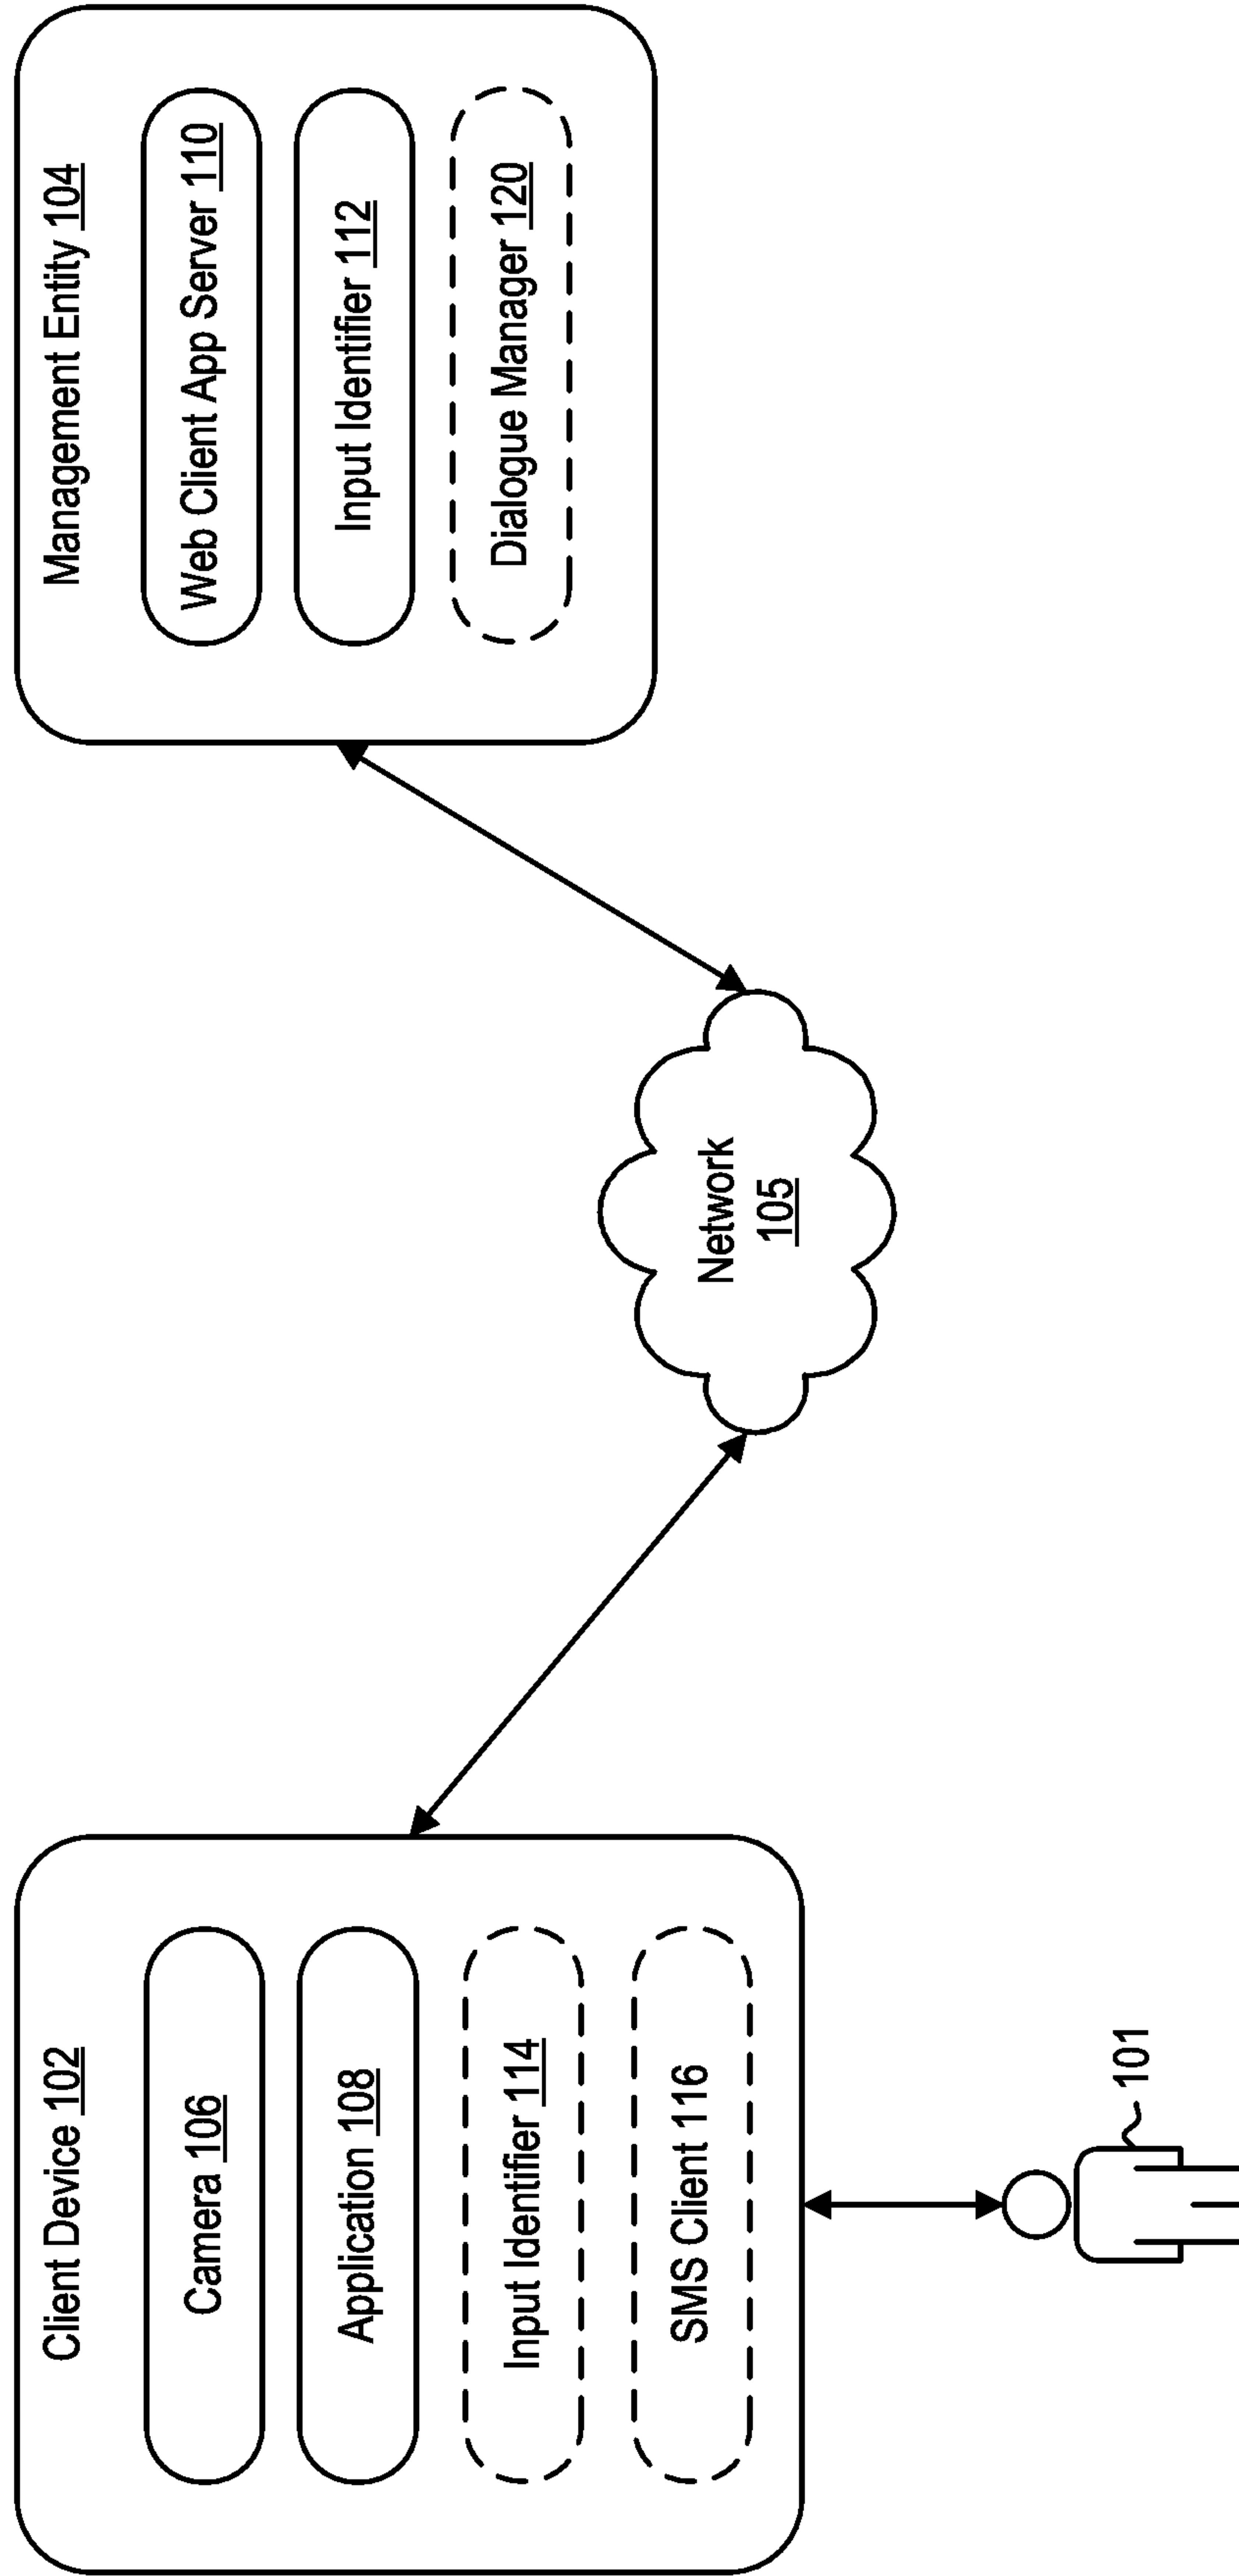 Client Device 102
Camera 106
Application 108
Input Identifier 114
SMS Client 116
101
Network
105
Management Entity 104
Web Client App Server 110
Input Identifier 112
Dialogue Manager 120